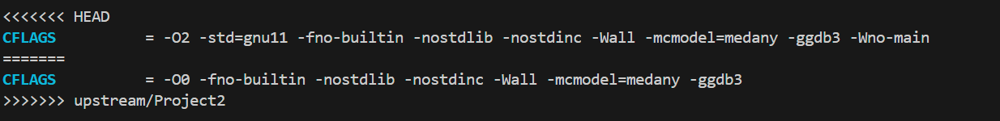 <<<<<<< HEAD
CFLAGS          = -O2 -std=gnu11 -fno-builtin -nostdlib -nostdinc -Wall -mcmodel=medany -ggdb3 -Wno-main
=======
CFLAGS          = -O0 -fno-builtin -nostdlib -nostdinc -Wall -mcmodel=medany -ggdb3
>>>>>>> upstream/Project2